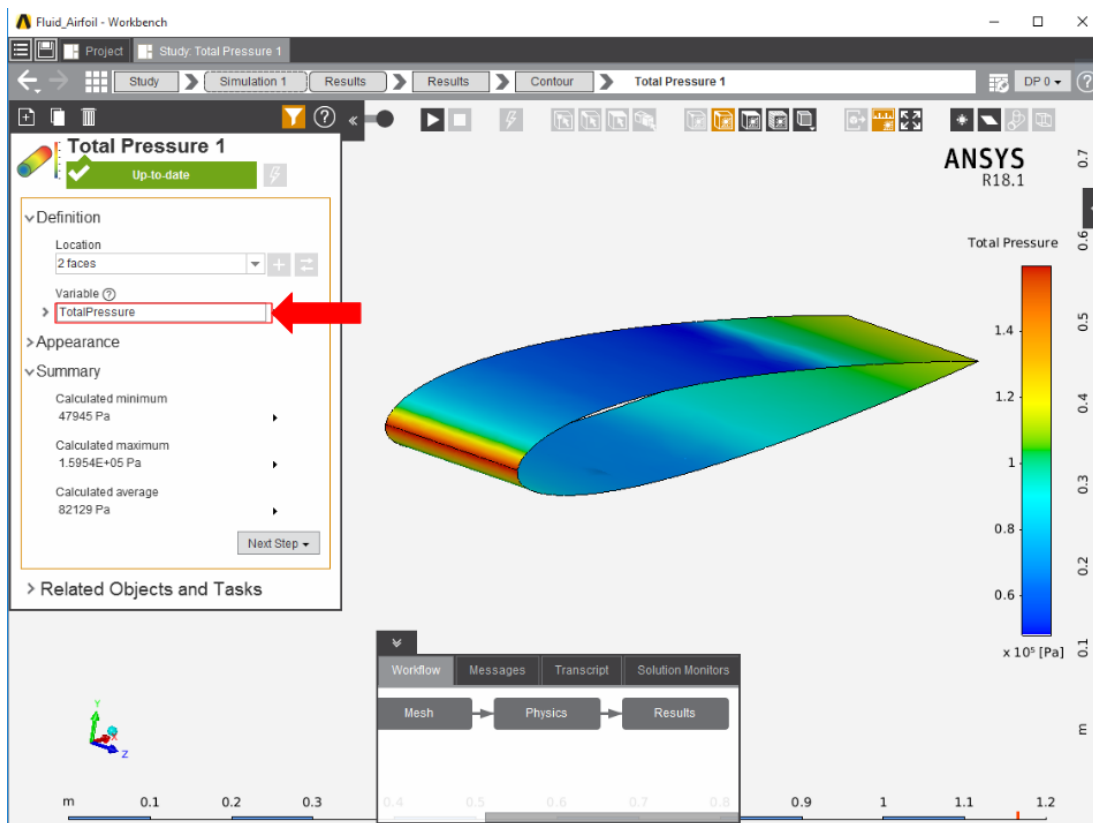 Fluid_Airfoil - Workbench
Project
Study: Total Pressure 1
Study
Simulation 1
Results
Results
Contour
Total Pressure 1
DP 0
Total Pressure 1
Up-to-date
Definition
Location
2 faces
Variable
TotalPressure
Appearance
Summary
Calculated minimum
47945 Pa
Calculated maximum
1.5954E+05 Pa
Calculated average
82129 Pa
Next Step
Related Objects and Tasks
ANSYS
R18.1
Total Pressure
1.4
1.2
1
0.8
0.6
x 10⁵ [Pa]
0.7
0.6
0.5
0.4
0.3
0.2
0.1
m
Workflow
Messages
Transcript
Solution Monitors
Mesh
Physics
Results
Y
X
Z
m 0.1 0.2 0.3 0.4 0.5 0.6 0.7 0.8 0.9 1 1.1 1.2